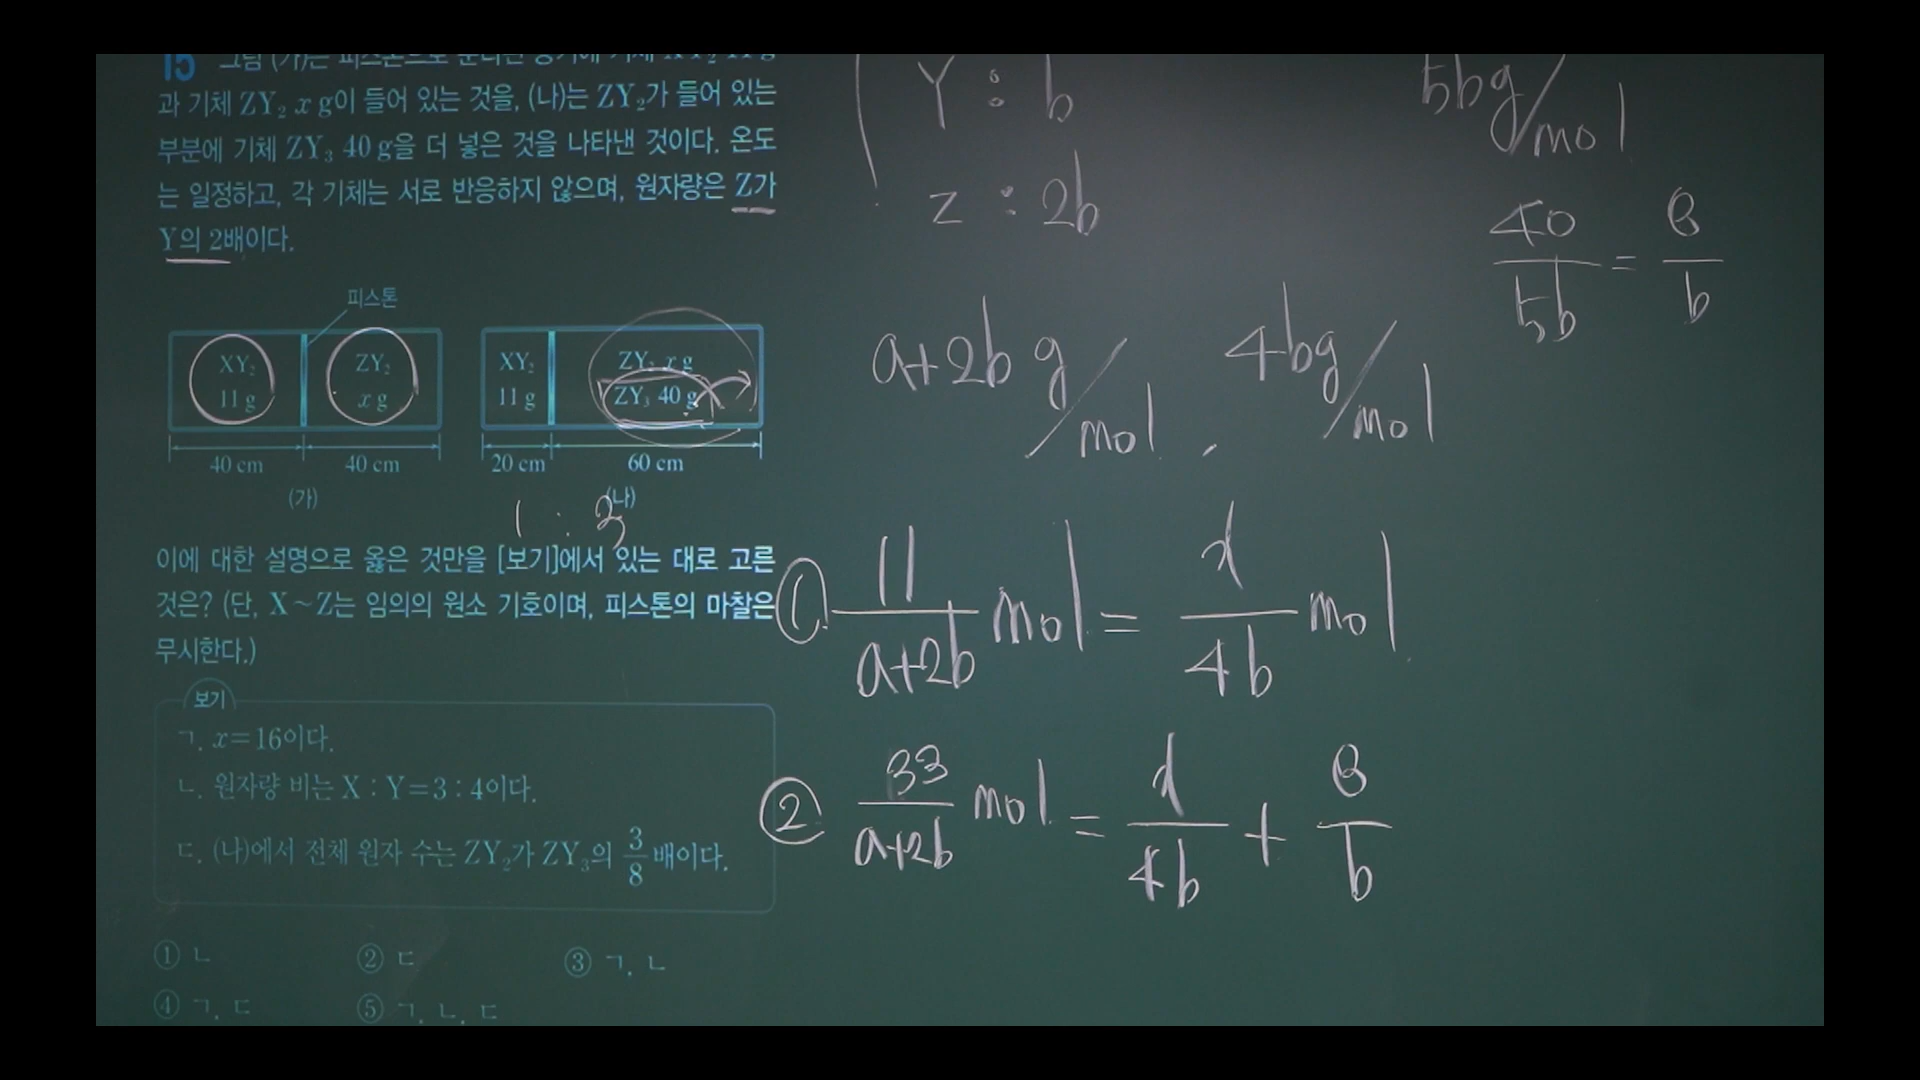 15 그림 (가)는 피스톤으로 분리된 용기에 기체 XY₂ 11 g
과 기체 ZY₂ x g이 들어 있는 것을, (나)는 ZY₂가 들어 있는
부분에 기체 ZY₃ 40 g을 더 넣은 것을 나타낸 것이다. 온도
는 일정하고, 각 기체는 서로 반응하지 않으며, 원자량은 Z가
Y의 2배이다.
피스톤
XY₂ 11 g
ZY₂ x g
40 cm 40 cm
(가)
XY₂ 11 g
ZY₂ x g
ZY₃ 40 g
20 cm 60 cm
(나)
1 : 3
이에 대한 설명으로 옳은 것만을 [보기]에서 있는 대로 고른
것은? (단, X~Z는 임의의 원소 기호이며, 피스톤의 마찰은
무시한다.)
보기
ㄱ. x=16이다.
ㄴ. 원자량 비는 X : Y=3 : 4이다.
ㄷ. (나)에서 전체 원자 수는 ZY₂가 ZY₃의 3/8배이다.
① ㄴ ② ㄷ ③ ㄱ, ㄴ
④ ㄱ, ㄷ ⑤ ㄱ, ㄴ, ㄷ
Y : b
Z : 2b
5bg/mol
40/5b = 8/b
a+2b g/mol , 4bg/mol
① 11/a+2b mol = x/4b mol
② 33/a+2b mol = x/4b + 8/b